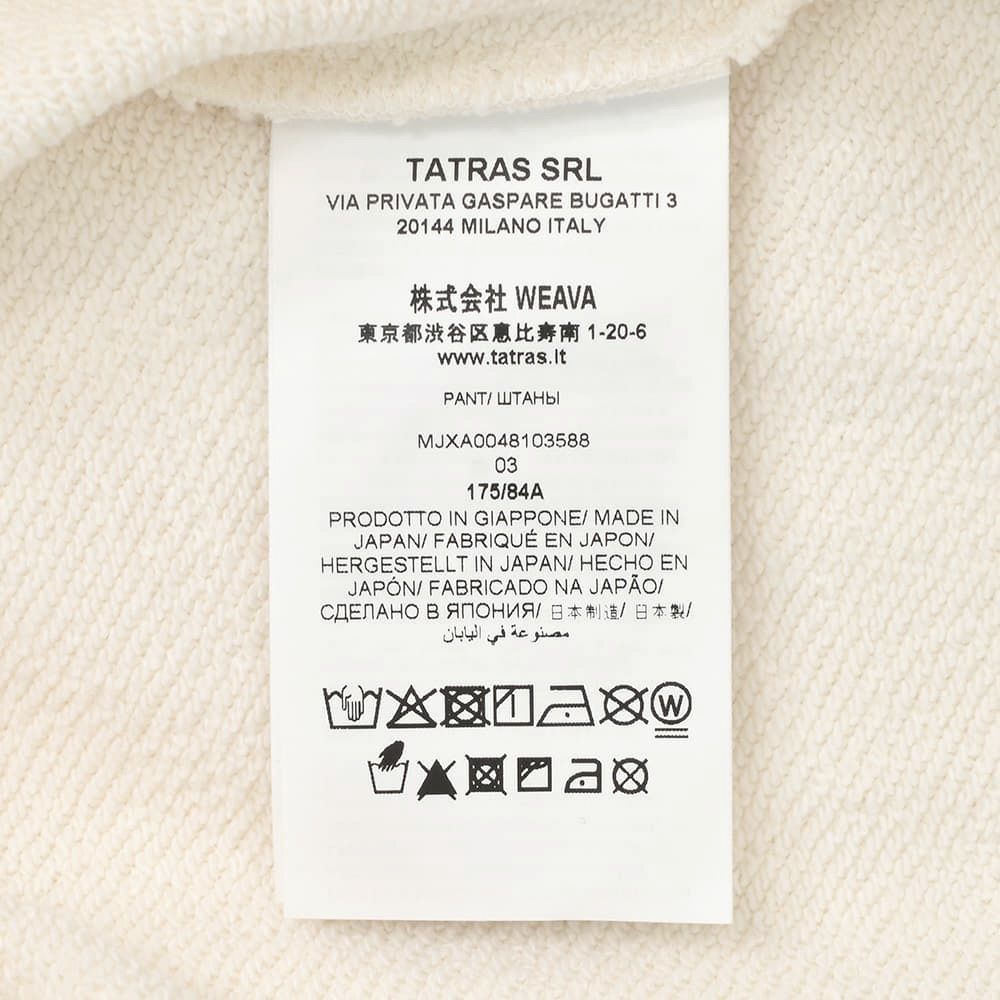 TATRAS SRL
VIA PRIVATA GASPARE BUGATTI 3
20144 MILANO ITALY
株式会社 WEAVA
東京都渋谷区恵比寿南 1-20-6
www.tatras.it
PANT/ ШТАНЫ
MJXA0048103588
03
175/84A
PRODOTTO IN GIAPPONE/ MADE IN
JAPAN/ FABRIQUÉ EN JAPON/
HERGESTELLT IN JAPAN/ HECHO EN
JAPÓN/ FABRICADO NA JAPÃO/
СДЕЛАНО В ЯПОНИЯ/ 日本制造/ 日本製/
مصنوعة في اليابان
W